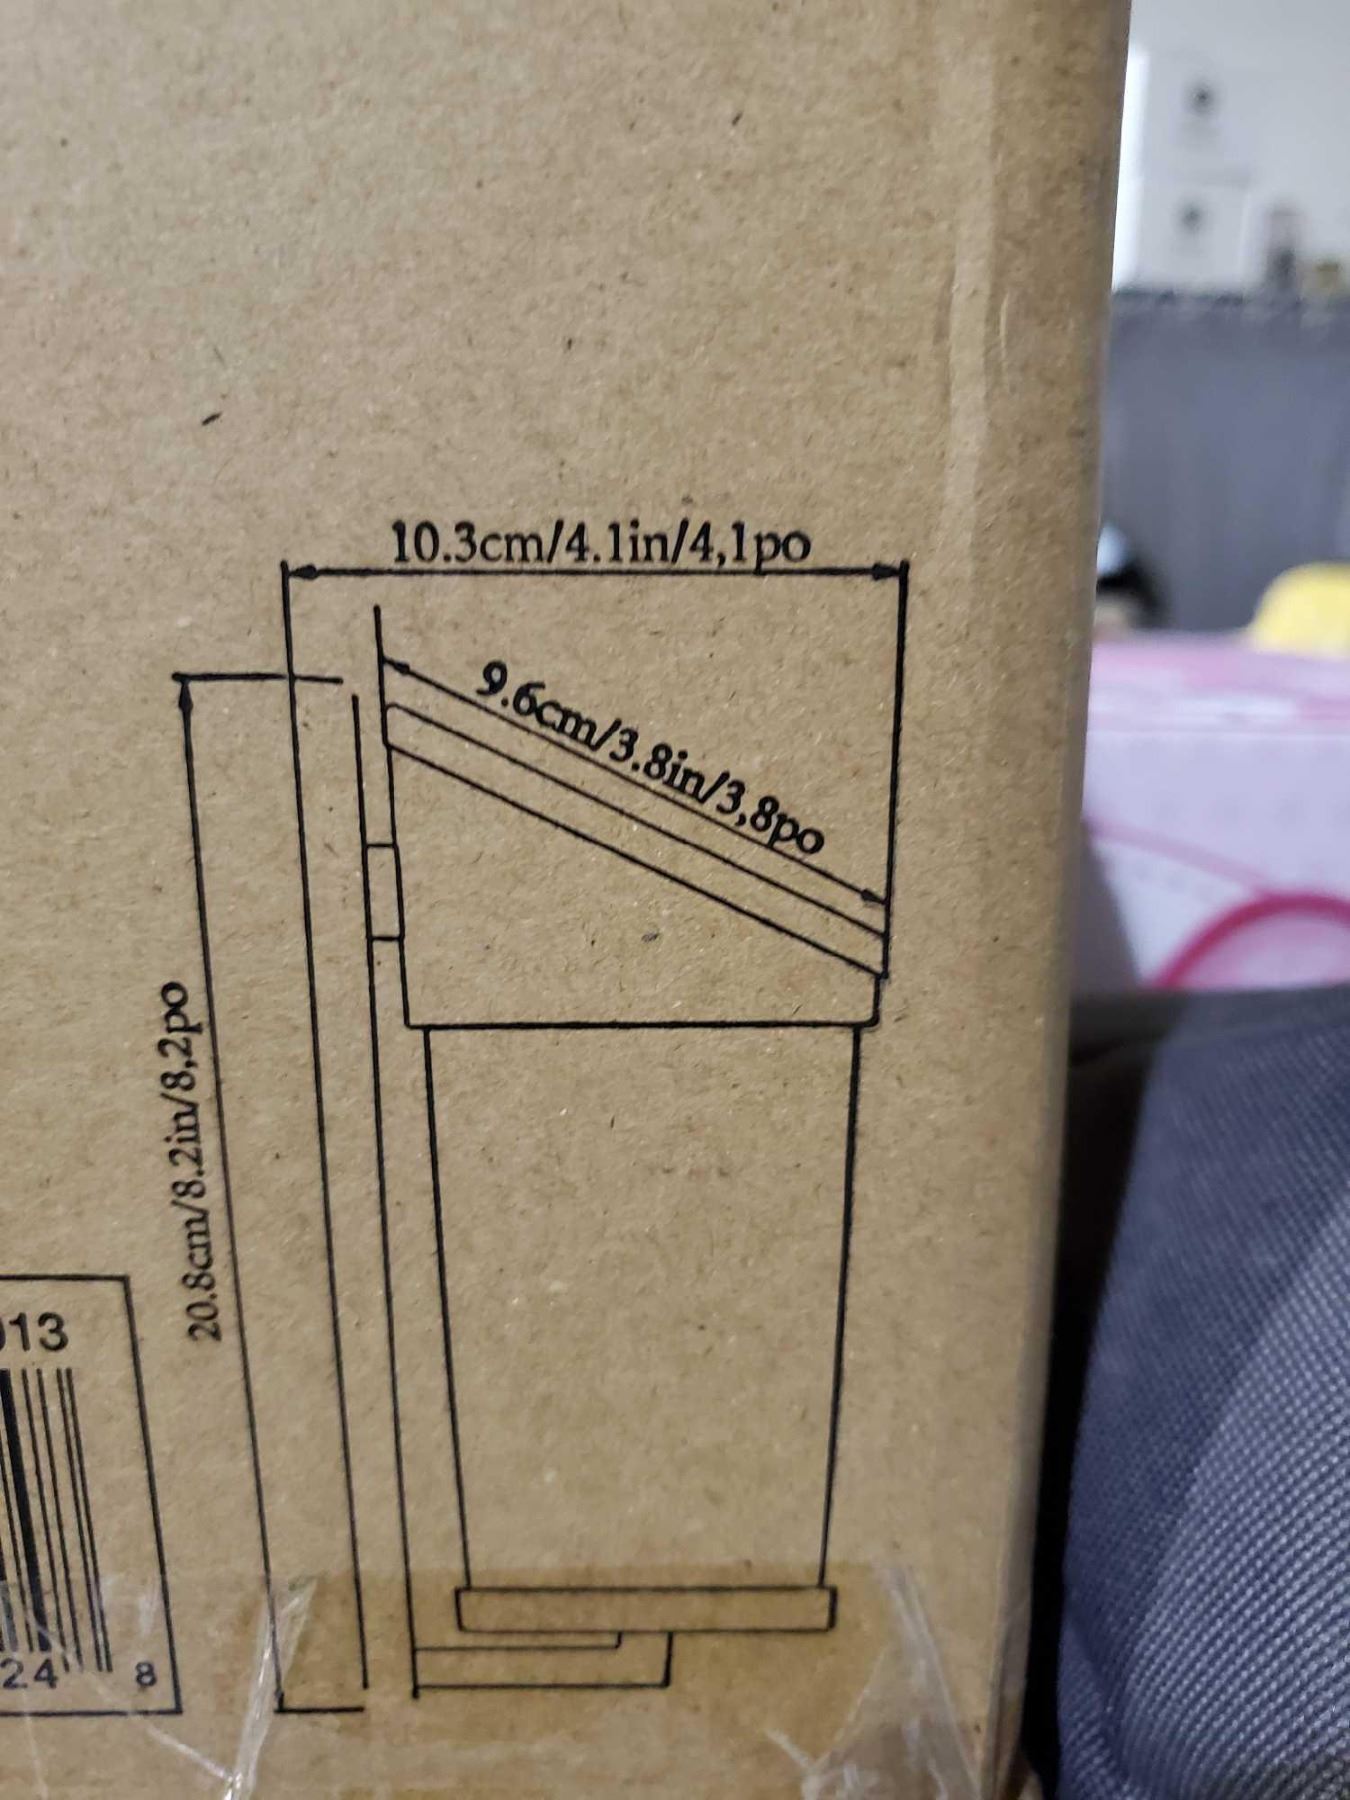 10.3cm/4.1in/4,1po
9.6cm/3.8in/3,8po
20.8cm/8.2in/8,2po
13
24 8